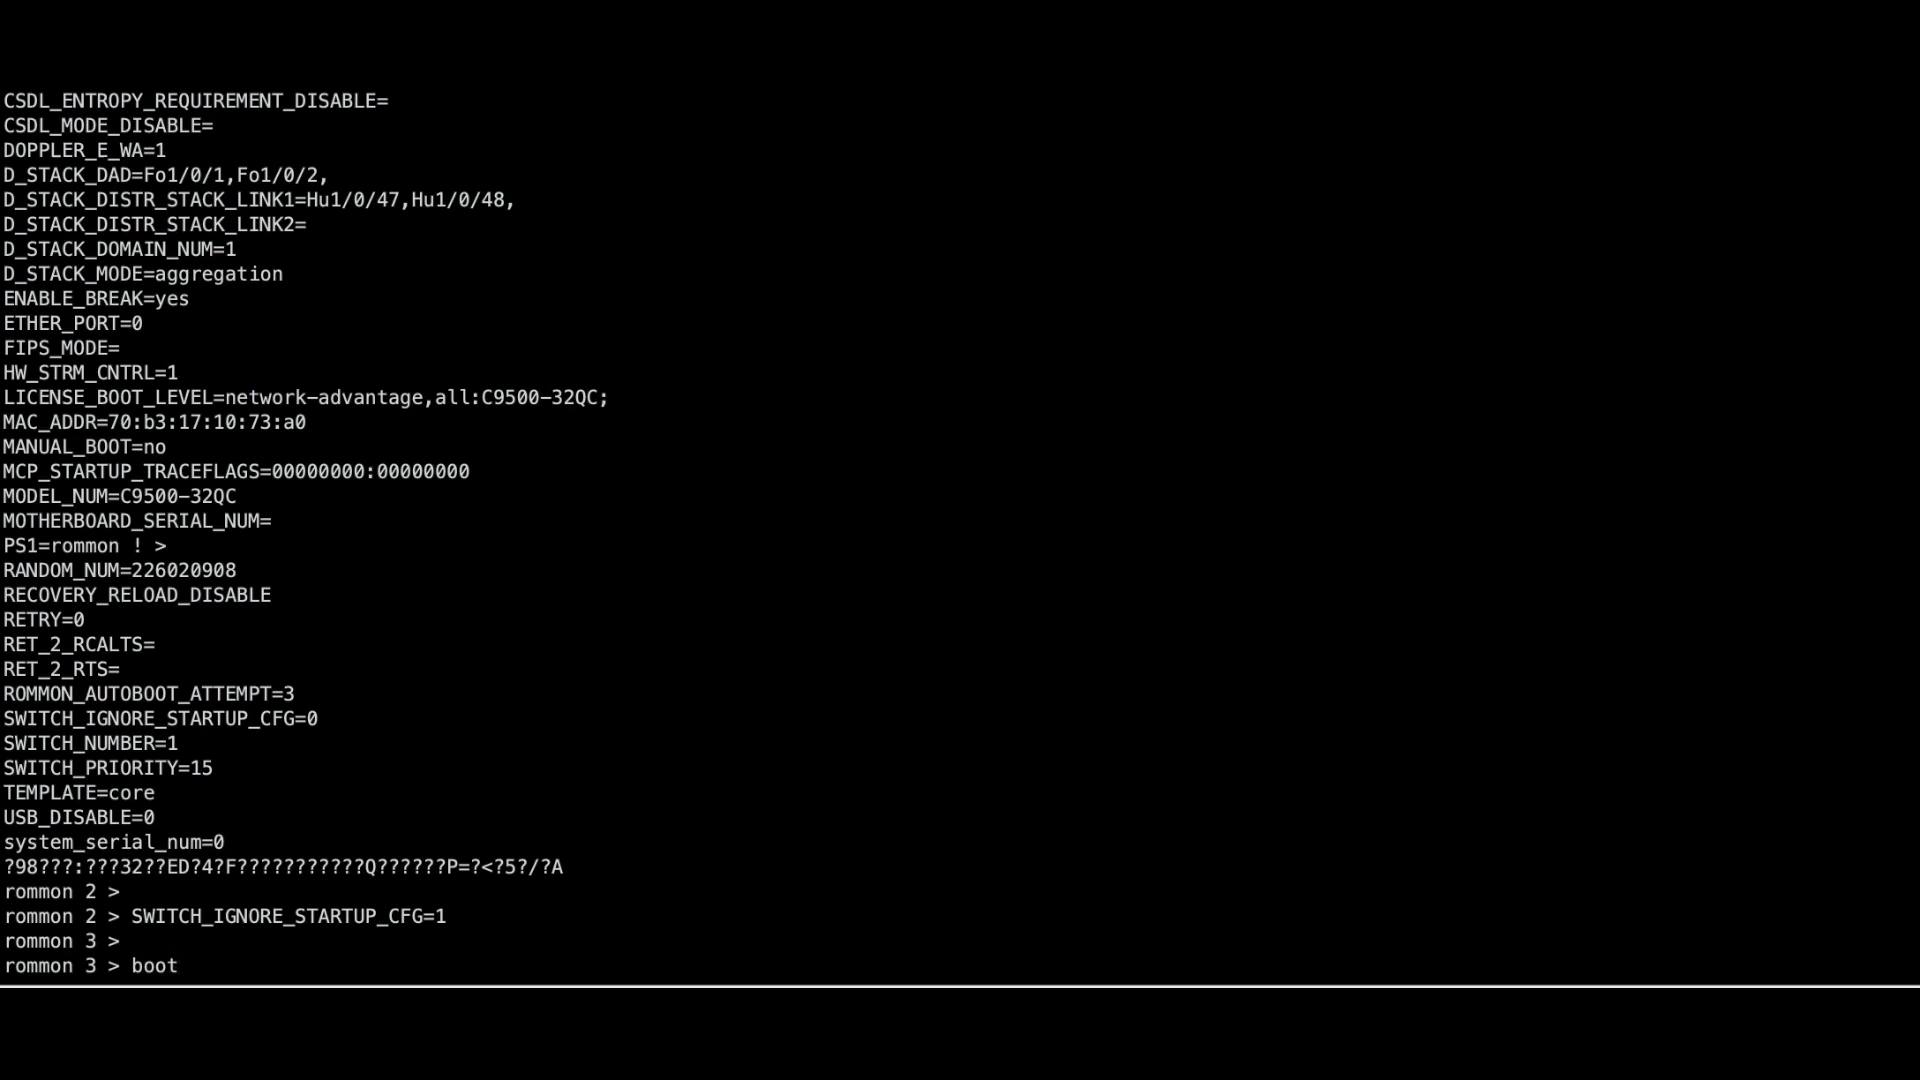 CSDL_ENTROPY_REQUIREMENT_DISABLE=
CSDL_MODE_DISABLE=
DOPPLER_E_WA=1
D_STACK_DAD=Fo1/0/1,Fo1/0/2,
D_STACK_DISTR_STACK_LINK1=Hu1/0/47,Hu1/0/48,
D_STACK_DISTR_STACK_LINK2=
D_STACK_DOMAIN_NUM=1
D_STACK_MODE=aggregation
ENABLE_BREAK=yes
ETHER_PORT=0
FIPS_MODE=
HW_STRM_CNTRL=1
LICENSE_BOOT_LEVEL=network-advantage,all:C9500-32QC;
MAC_ADDR=70:b3:17:10:73:a0
MANUAL_BOOT=no
MCP_STARTUP_TRACEFLAGS=00000000:00000000
MODEL_NUM=C9500-32QC
MOTHERBOARD_SERIAL_NUM=
PS1=rommon ! >
RANDOM_NUM=226020908
RECOVERY_RELOAD_DISABLE
RETRY=0
RET_2_RCALTS=
RET_2_RTS=
ROMMON_AUTOBOOT_ATTEMPT=3
SWITCH_IGNORE_STARTUP_CFG=0
SWITCH_NUMBER=1
SWITCH_PRIORITY=15
TEMPLATE=core
USB_DISABLE=0
system_serial_num=0
?98???:???32??ED?4?F???????????Q??????P=?<?5?/?A
rommon 2 >
rommon 2 > SWITCH_IGNORE_STARTUP_CFG=1
rommon 3 >
rommon 3 > boot